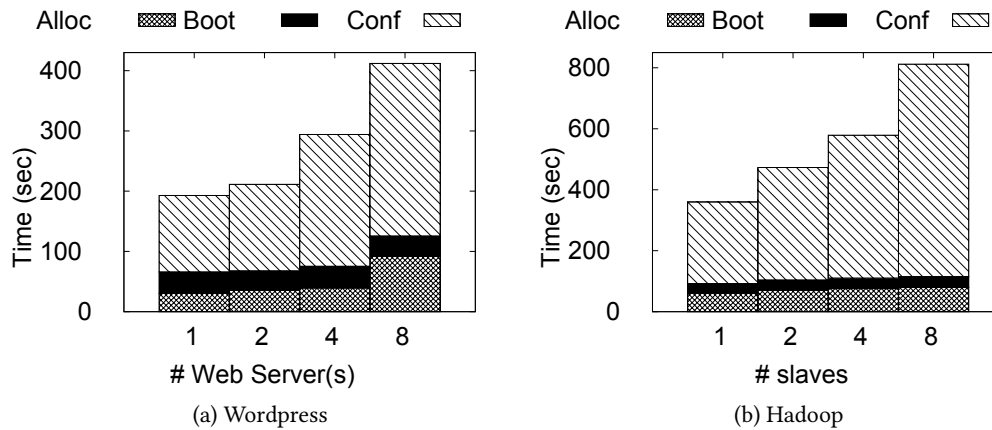 Alloc Boot Conf
400
300
200
100
0
Time (sec)
1 2 4 8
# Web Server(s)
(a) Wordpress
Alloc Boot Conf
800
600
400
200
0
Time (sec)
1 2 4 8
# slaves
(b) Hadoop